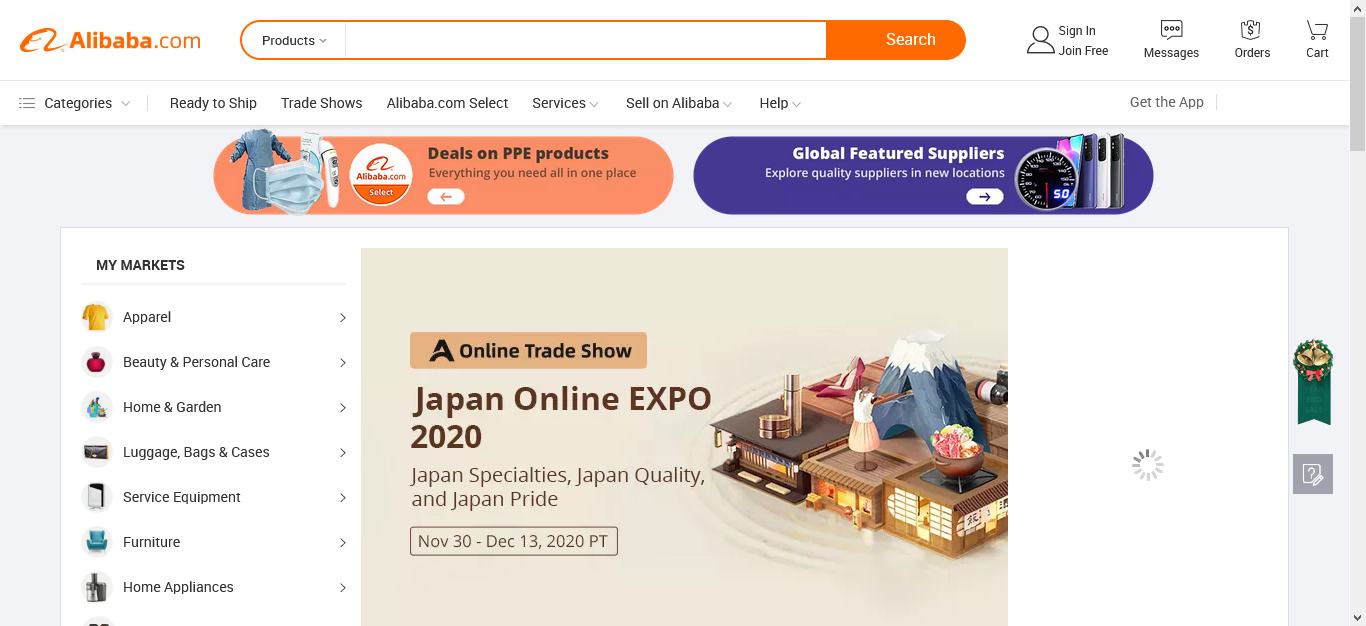 Alibaba.com
Products
Search
Sign In
Join Free
Messages
Orders
Cart
Categories
Ready to Ship
Trade Shows
Alibaba.com Select
Services
Sell on Alibaba
Help
Get the App
Alibaba.com
Select
Deals on PPE products
Everything you need all in one place
Global Featured Suppliers
Explore quality suppliers in new locations
50
MY MARKETS
Apparel
Beauty & Personal Care
Home & Garden
Luggage, Bags & Cases
Service Equipment
Furniture
Home Appliances
Online Trade Show
Japan Online EXPO
2020
Japan Specialties, Japan Quality,
and Japan Pride
Nov 30 - Dec 13, 2020 PT